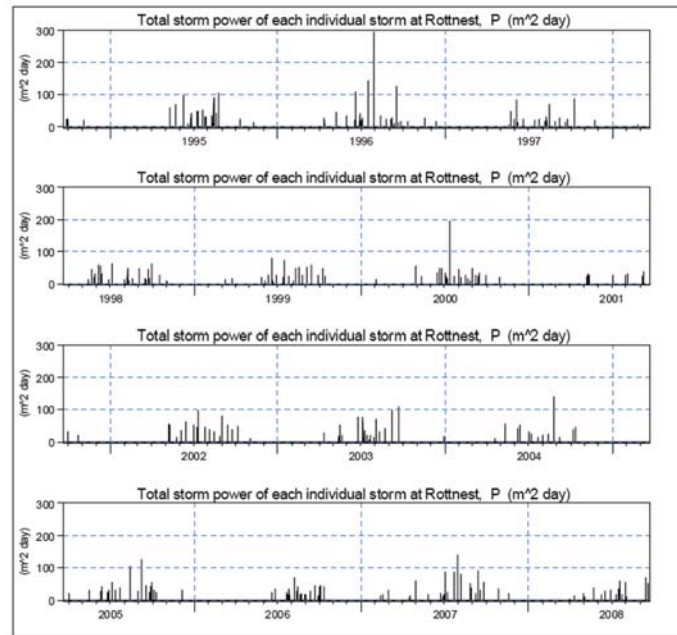 Total storm power of each individual storm at Rottnest, P (m^2 day)
(m^2 day)
300
200
100
0
1995 1996 1997
Total storm power of each individual storm at Rottnest, P (m^2 day)
(m^2 day)
300
200
100
0
1998 1999 2000 2001
Total storm power of each individual storm at Rottnest, P (m^2 day)
(m^2 day)
300
200
100
0
2002 2003 2004
Total storm power of each individual storm at Rottnest, P (m^2 day)
(m^2 day)
300
200
100
0
2005 2006 2007 2008